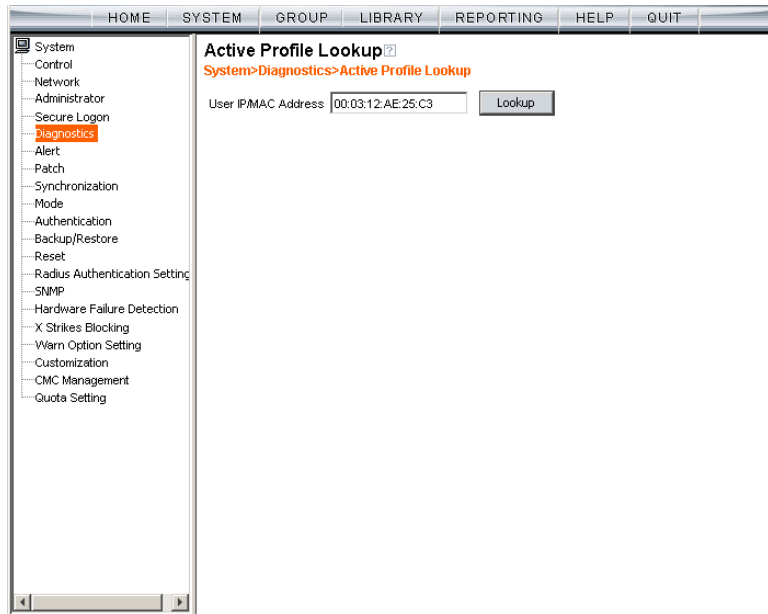 HOME SYSTEM GROUP LIBRARY REPORTING HELP QUIT
System
Control
Network
Administrator
Secure Logon
Diagnostics
Alert
Patch
Synchronization
Mode
Authentication
Backup/Restore
Reset
Radius Authentication Setting
SNMP
Hardware Failure Detection
X Strikes Blocking
Warn Option Setting
Customization
CMC Management
Quota Setting
Active Profile Lookup ?
System>Diagnostics>Active Profile Lookup
User IP/MAC Address 00:03:12:AE:25:C3 Lookup